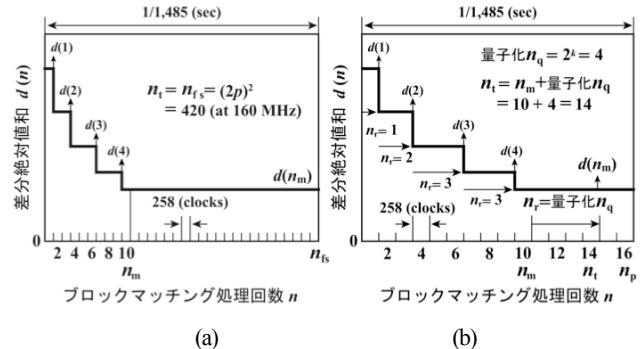 1/1,485 (sec)
d(1)
d(2)
d(3)
d(4)
n_t = n_fs = (2p)²
= 420 (at 160 MHz)
d(n_m)
258 (clocks)
差分絶対値和 d(n)
0
2 4 6 8 10
n_m
n_fs
ブロックマッチング処理回数 n
(a)
1/1,485 (sec)
d(1)
量子化n_q = 2^k = 4
n_t = n_m+量子化n_q
= 10 + 4 = 14
d(2)
d(3)
d(4)
d(n_m)
n_r= 1
n_r= 2
n_r= 3
n_r= 3
n_r=量子化n_q
258 (clocks)
差分絶対値和 d(n)
0
2 4 6 8 10 12 14 16
n_m
n_t
n_p
ブロックマッチング処理回数 n
(b)